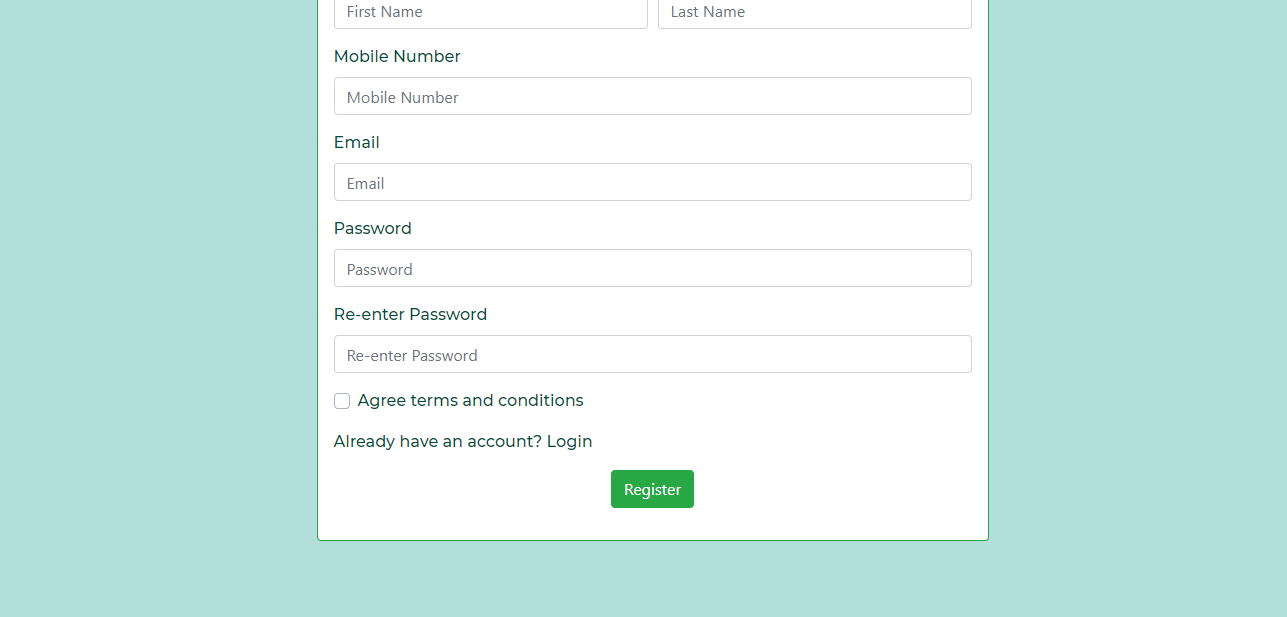 First Name Last Name
Mobile Number
Mobile Number
Email
Email
Password
Password
Re-enter Password
Re-enter Password
Agree terms and conditions
Already have an account? Login
Register